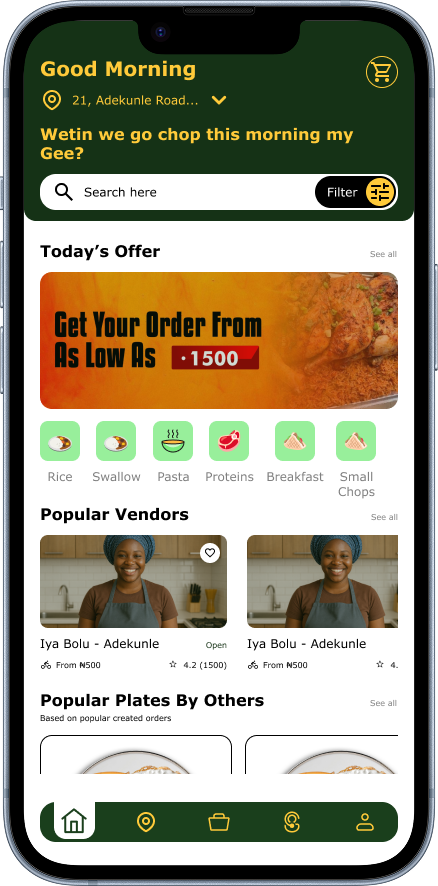 Good Morning
21, Adekunle Road...
Wetin we go chop this morning my
Gee?
Search here
Filter
Today’s Offer
See all
Get Your Order From
As Low As
·1500
Rice
Swallow
Pasta
Proteins
Breakfast
Small
Chops
Popular Vendors
See all
Iya Bolu - Adekunle
Open
From ₦500
4.2 (1500)
Iya Bolu - Adekunle
From ₦500
4.
Popular Plates By Others
See all
Based on popular created orders